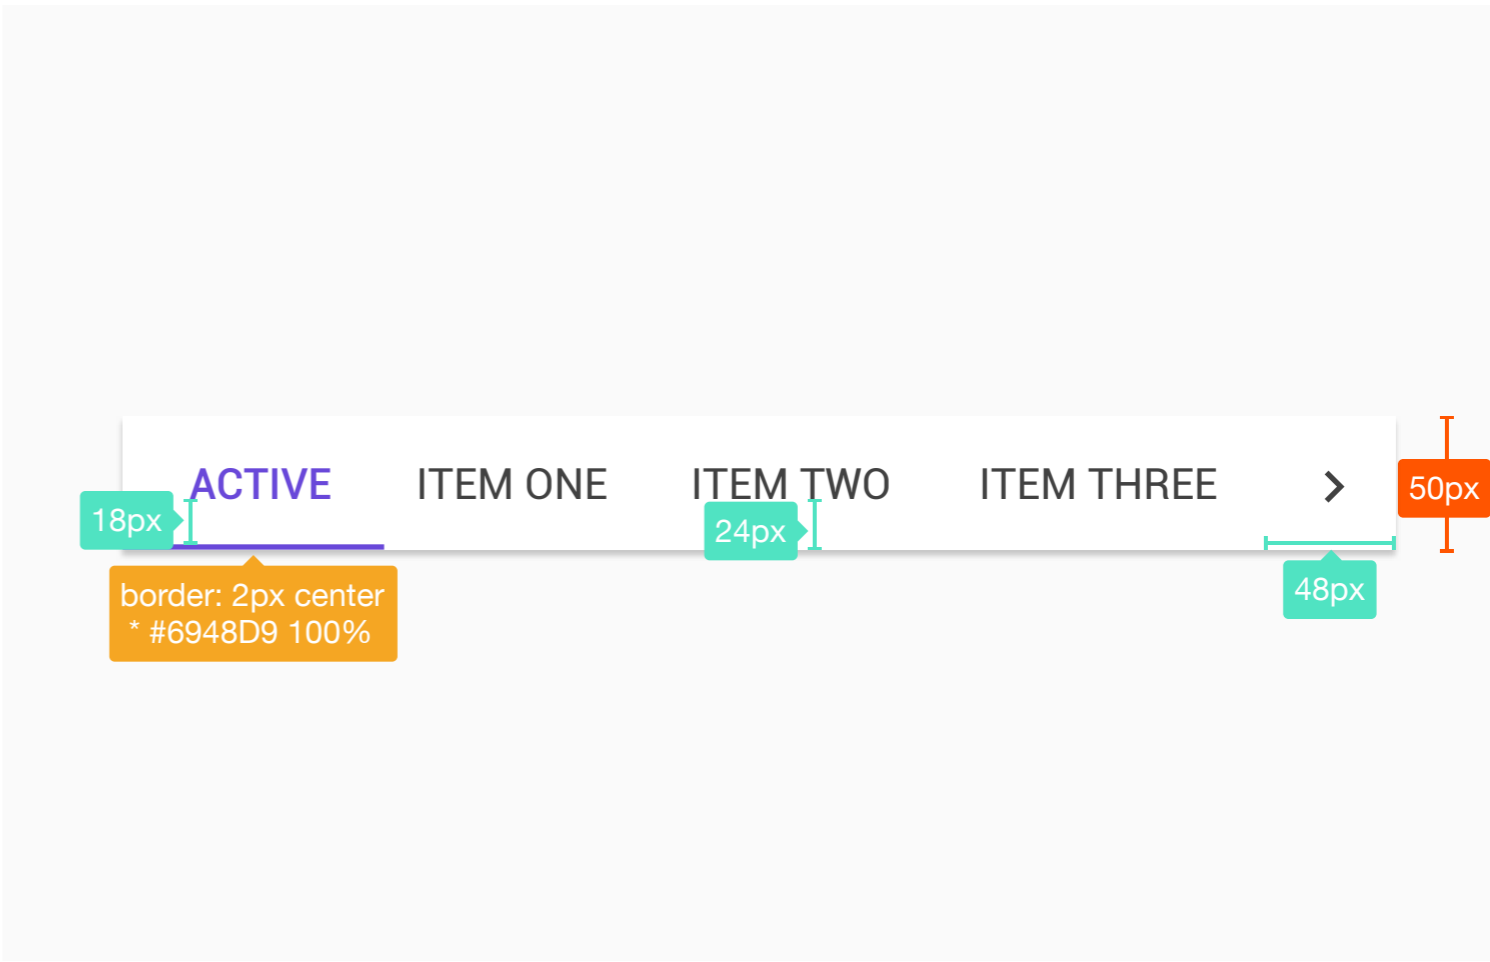 ACTIVE ITEM ONE ITEM TWO ITEM THREE
50px
18px
24px
48px
border: 2px center
* #6948D9 100%